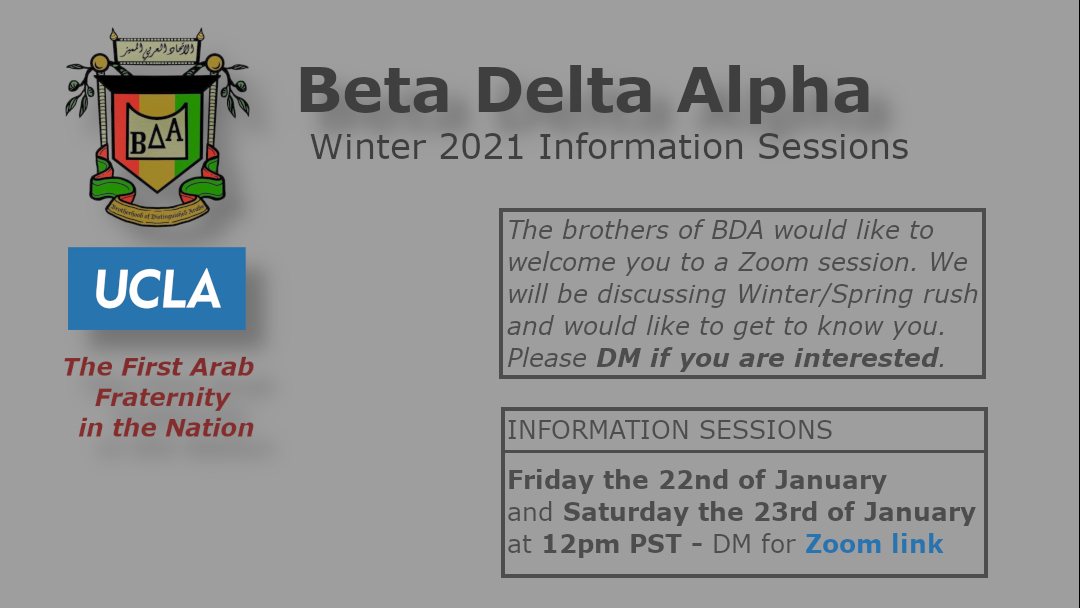 الاتحاد العربي المميز
ΒΔΑ
Brotherhood of Distinguished Arabs
UCLA
The First Arab
Fraternity
in the Nation
Beta Delta Alpha
Winter 2021 Information Sessions
The brothers of BDA would like to
welcome you to a Zoom session. We
will be discussing Winter/Spring rush
and would like to get to know you.
Please DM if you are interested.
INFORMATION SESSIONS
Friday the 22nd of January
and Saturday the 23rd of January
at 12pm PST - DM for Zoom link